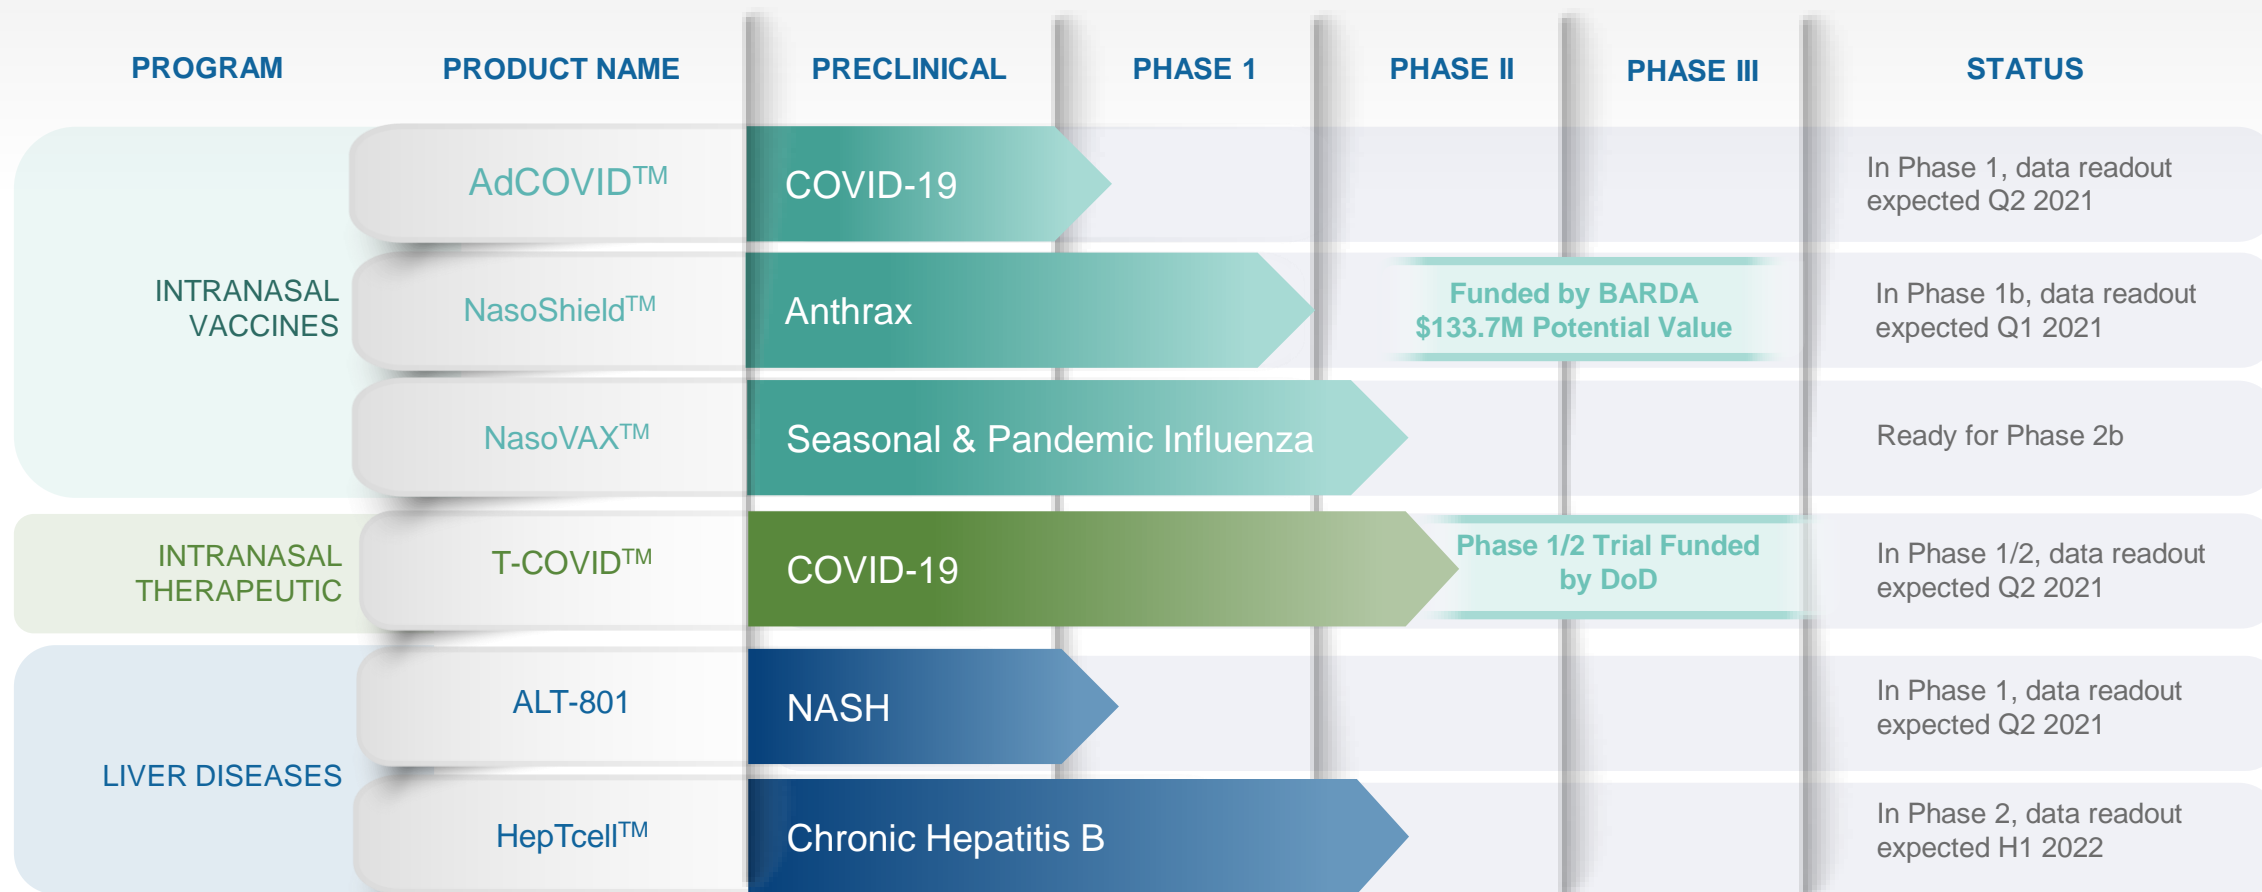 PROGRAM
PRODUCT NAME
PRECLINICAL
PHASE 1
PHASE II
PHASE III
STATUS
INTRANASAL
VACCINES
AdCOVID™
COVID-19
In Phase 1, data readout
expected Q2 2021
NasoShield™
Anthrax
Funded by BARDA
$133.7M Potential Value
In Phase 1b, data readout
expected Q1 2021
NasoVAX™
Seasonal & Pandemic Influenza
Ready for Phase 2b
INTRANASAL
THERAPEUTIC
T-COVID™
COVID-19
Phase 1/2 Trial Funded
by DoD
In Phase 1/2, data readout
expected Q2 2021
LIVER DISEASES
ALT-801
NASH
In Phase 1, data readout
expected Q2 2021
HepTcell™
Chronic Hepatitis B
In Phase 2, data readout
expected H1 2022